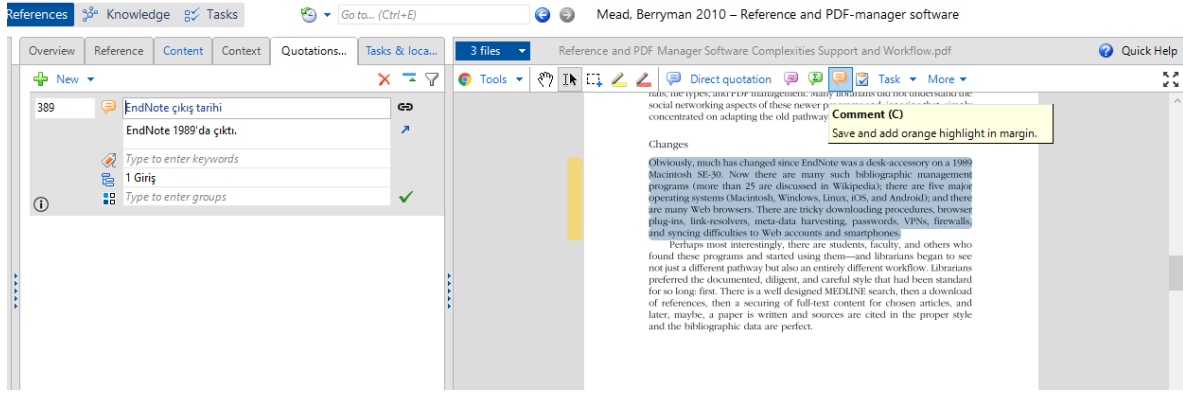 References Knowledge Tasks Go to... (Ctrl+E) Mead, Berryman 2010 – Reference and PDF-manager software
Overview Reference Content Context Quotations... Tasks & loca... 3 files Reference and PDF Manager Software Complexities Support and Workflow.pdf Quick Help
New Tools Direct quotation Task More
389 EndNote çıkış tarihi
EndNote 1989'da çıktı.
Type to enter keywords
1 Giriş
Type to enter groups
social networking aspects of these newer
concentrated on adapting the old pathway
Comment (C)
Save and add orange highlight in margin.
Changes
Obviously, much has changed since EndNote was a desk-accessory on a 1989
Macintosh SE-30. Now there are many such bibliographic management
programs (more than 25 are discussed in Wikipedia); there are five major
operating systems (Macintosh, Windows, Linux, iOS, and Android); and there
are many Web browsers. There are tricky downloading procedures, browser
plug-ins, link-resolvers, meta-data harvesting, passwords, VPNs, firewalls,
and syncing difficulties to Web accounts and smartphones.
Perhaps most interestingly, there are students, faculty, and others who
found these programs and started using them—and librarians began to see
not just a different pathway but also an entirely different workflow. Librarians
preferred the documented, diligent, and careful style that had been standard
for so long: first. There is a well designed MEDLINE search, then a download
of references, then a securing of full-text content for chosen articles, and
later, maybe, a paper is written and sources are cited in the proper style
and the bibliographic data are perfect.